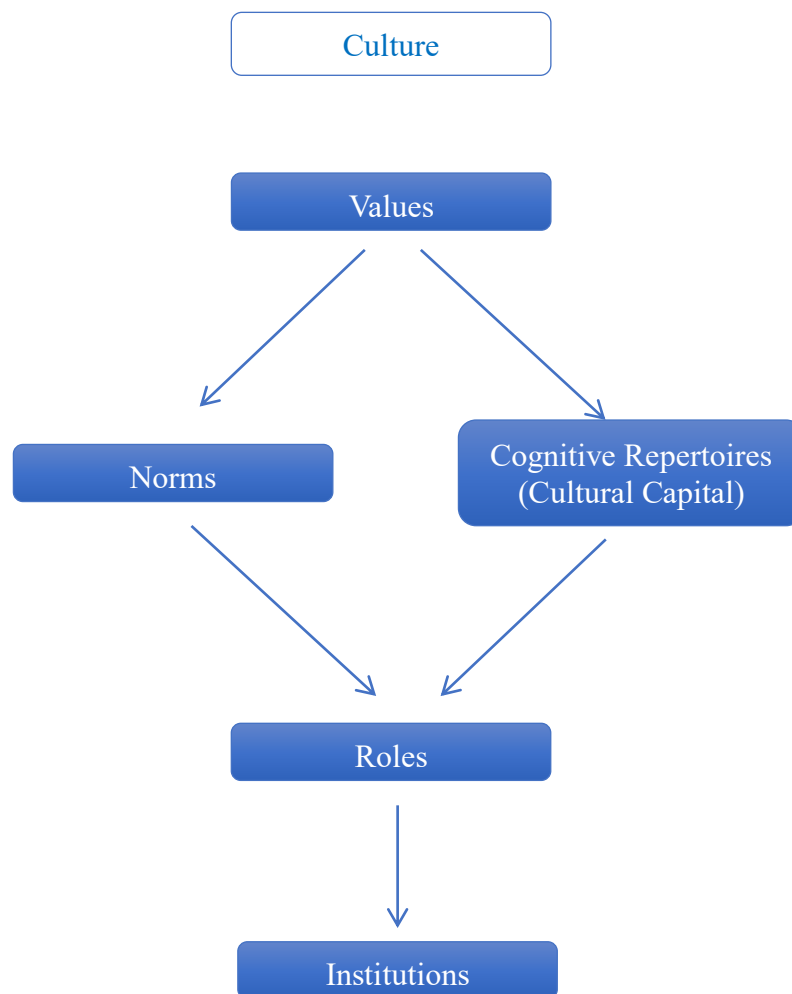 Culture
Values
Norms
Cognitive Repertoires
(Cultural Capital)
Roles
Institutions